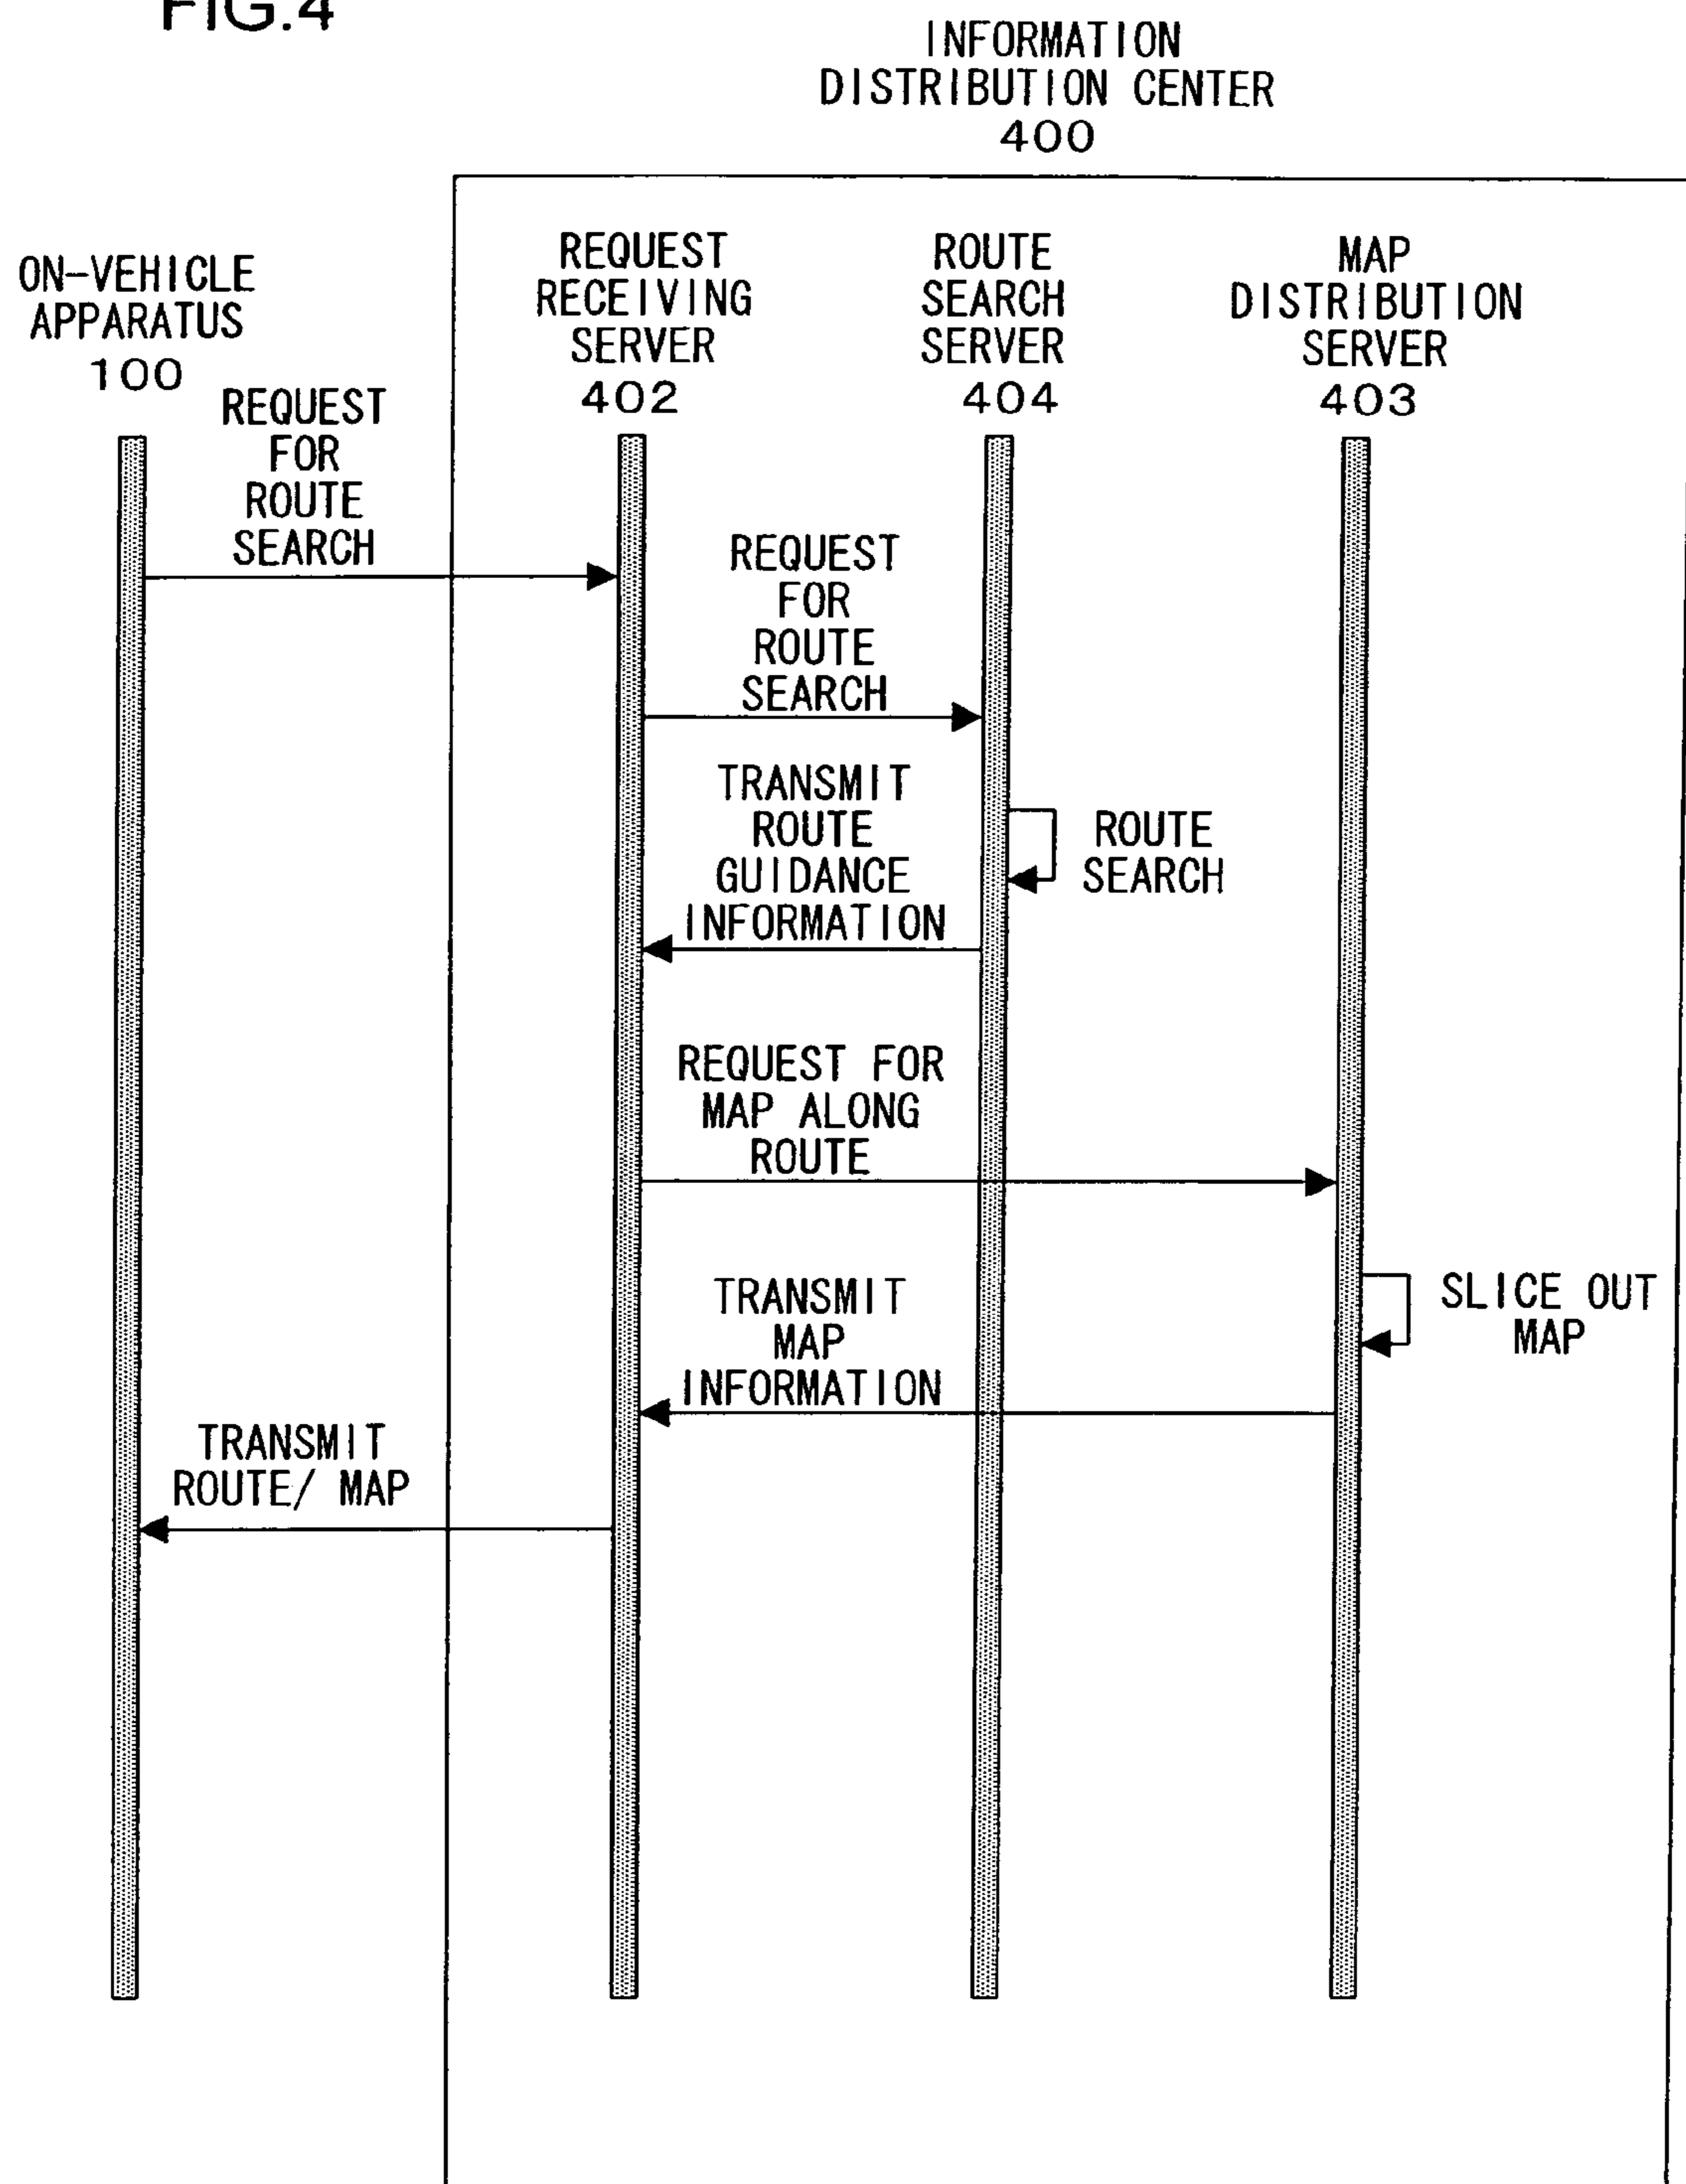 FIG.4
INFORMATION
DISTRIBUTION CENTER
400
ON-VEHICLE
APPARATUS
100
REQUEST
RECEIVING
SERVER
402
ROUTE
SEARCH
SERVER
404
MAP
DISTRIBUTION
SERVER
403
REQUEST
FOR
ROUTE
SEARCH
REQUEST
FOR
ROUTE
SEARCH
TRANSMIT
ROUTE
GUIDANCE
INFORMATION
ROUTE
SEARCH
REQUEST FOR
MAP ALONG
ROUTE
SLICE OUT
MAP
TRANSMIT
MAP
INFORMATION
TRANSMIT
ROUTE/ MAP